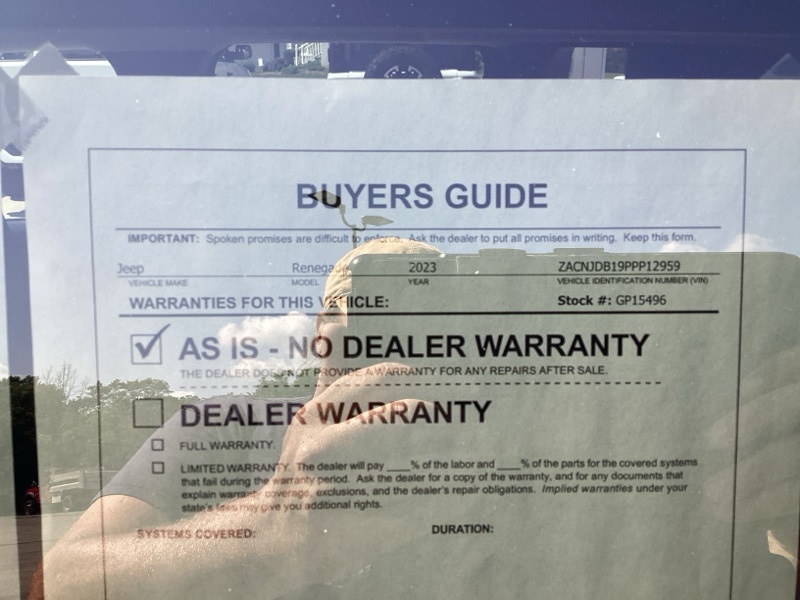 BUYERS GUIDE
IMPORTANT: Spoken promises are difficult to enforce. Ask the dealer to put all promises in writing. Keep this form.
Jeep Renegade 2023 ZACNJDB19PPP12959
VEHICLE MAKE MODEL YEAR VEHICLE IDENTIFICATION NUMBER (VIN)
WARRANTIES FOR THIS VEHICLE: Stock #: GP15496
AS IS - NO DEALER WARRANTY
THE DEALER DOES NOT PROVIDE A WARRANTY FOR ANY REPAIRS AFTER SALE.
DEALER WARRANTY
FULL WARRANTY.
LIMITED WARRANTY. The dealer will pay ____% of the labor and ____% of the parts for the covered systems
that fail during the warranty period. Ask the dealer for a copy of the warranty, and for any documents that
explain warranty coverage, exclusions, and the dealer's repair obligations. Implied warranties under your
state's laws may give you additional rights.
SYSTEMS COVERED: DURATION: